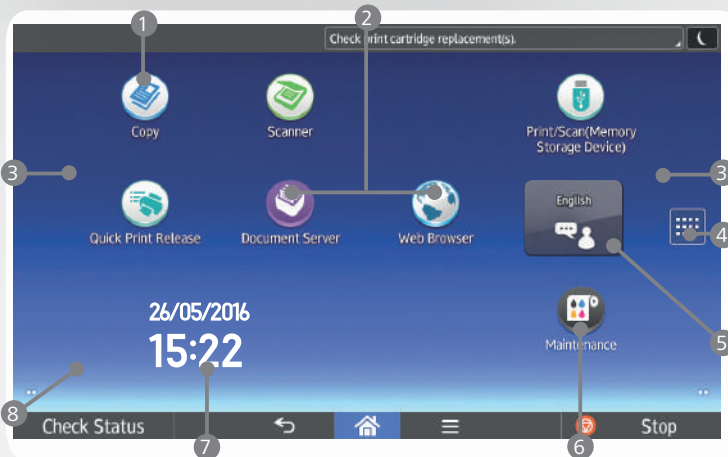 1
2
Check print cartridge replacement(s).
Copy
Scanner
Print/Scan(Memory
Storage Device)
3
3
English
4
Quick Print Release
Document Server
Web Browser
26/05/2016
15:22
Maintenance
5
8
Check Status
Stop
7
6